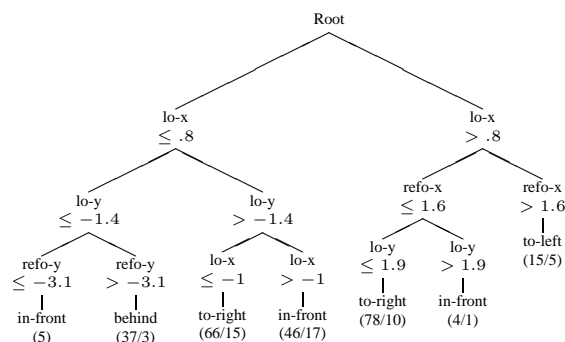 Root
lo-x lo-x
≤ .8 > .8
lo-y lo-y refo-x refo-x
≤ −1.4 > −1.4 ≤ 1.6 > 1.6
refo-y refo-y lo-x lo-x lo-y lo-y to-left
≤ −3.1 > −3.1 ≤ −1 > −1 ≤ 1.9 > 1.9 (15/5)
in-front behind to-right in-front to-right in-front
(5) (37/3) (66/15) (46/17) (78/10) (4/1)